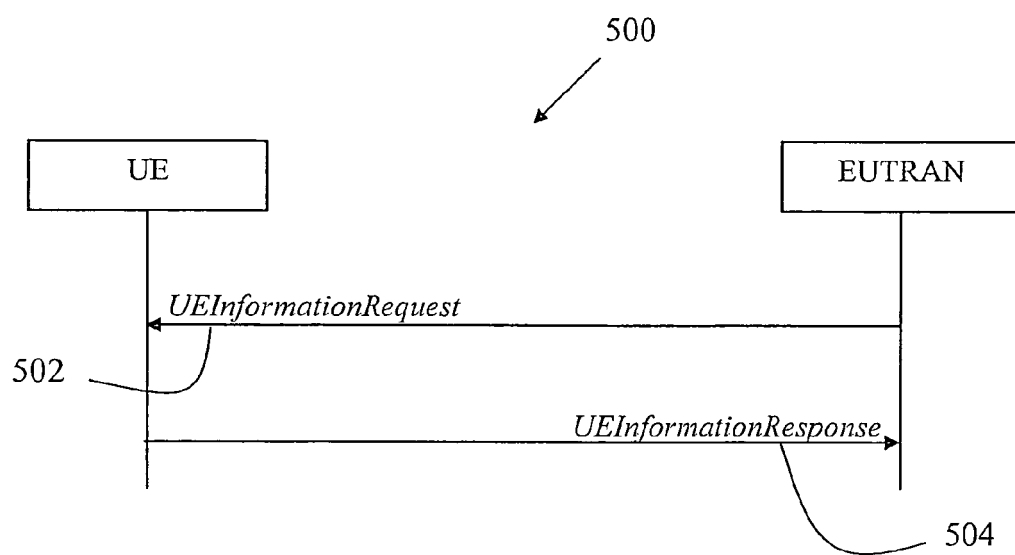 500
UE
EUTRAN
UEInformationRequest
502
UEInformationResponse
504